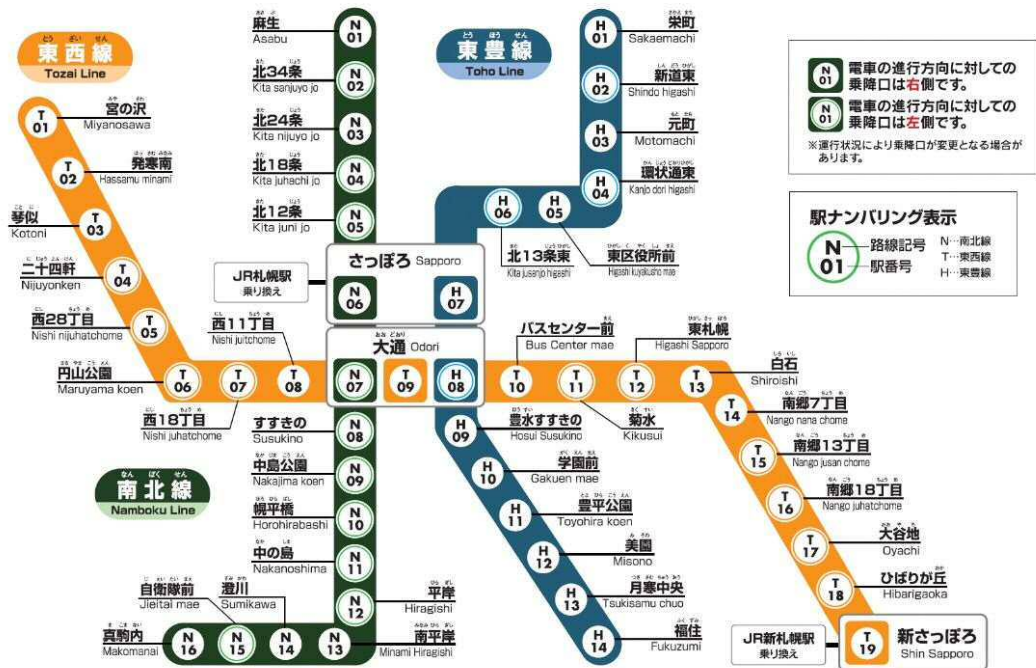 東西線
Tozai Line
T 01
宮の沢
Miyanosawa
T 02
発寒南
Hassamu minami
T 03
琴似
Kotoni
T 04
二十四軒
Nijuyonken
T 05
西28丁目
Nishi nijuhatchome
T 06
円山公園
Maruyama koen
T 07
西18丁目
Nishi juhatchome
T 08
西11丁目
Nishi juitchome
麻生
Asabu
N 01
北34条
Kita sanjuyo jo
N 02
北24条
Kita nijuyo jo
N 03
北18条
Kita juhachi jo
N 04
北12条
Kita juni jo
N 05
さっぽろ Sapporo
N 06
H 07
JR札幌駅
乗り換え
大通 Odori
N 07
T 09
H 08
東豊線
Toho Line
H 01
栄町
Sakaemachi
H 02
新道東
Shindo higashi
H 03
元町
Motomachi
H 04
環状通東
Kanjo dori higashi
H 05
東区役所前
Higashi kuyakusho mae
H 06
北13条東
Kita jusanjo higashi
N 01
電車の進行方向に対しての
乗降口は右側です。
N 01
電車の進行方向に対しての
乗降口は左側です。
※運行状況により乗降口が変更となる場合が
あります。
駅ナンバリング表示
N 01
路線記号
駅番号
N…南北線
T…東西線
H…東豊線
T 10
バスセンター前
Bus Center mae
T 11
菊水
Kikusui
T 12
東札幌
Higashi Sapporo
T 13
白石
Shiroishi
T 14
南郷7丁目
Nango nana chome
T 15
南郷13丁目
Nango jusan chome
T 16
南郷18丁目
Nango juhatchome
T 17
大谷地
Oyachi
T 18
ひばりが丘
Hibarigaoka
T 19
新さっぽろ
Shin Sapporo
JR新札幌駅
乗り換え
南北線
Namboku Line
すすきの
Susukino
N 08
中島公園
Nakajima koen
N 09
幌平橋
Horohirabashi
N 10
中の島
Nakanoshima
N 11
平岸
Hiragishi
N 12
南平岸
Minami Hiragishi
N 13
澄川
Sumikawa
N 14
自衛隊前
Jieitai mae
N 15
真駒内
Makomanai
N 16
H 09
豊水すすきの
Hosui Susukino
H 10
学園前
Gakuen mae
H 11
豊平公園
Toyohira koen
H 12
美園
Misono
H 13
月寒中央
Tsukisamu chuo
H 14
福住
Fukuzumi